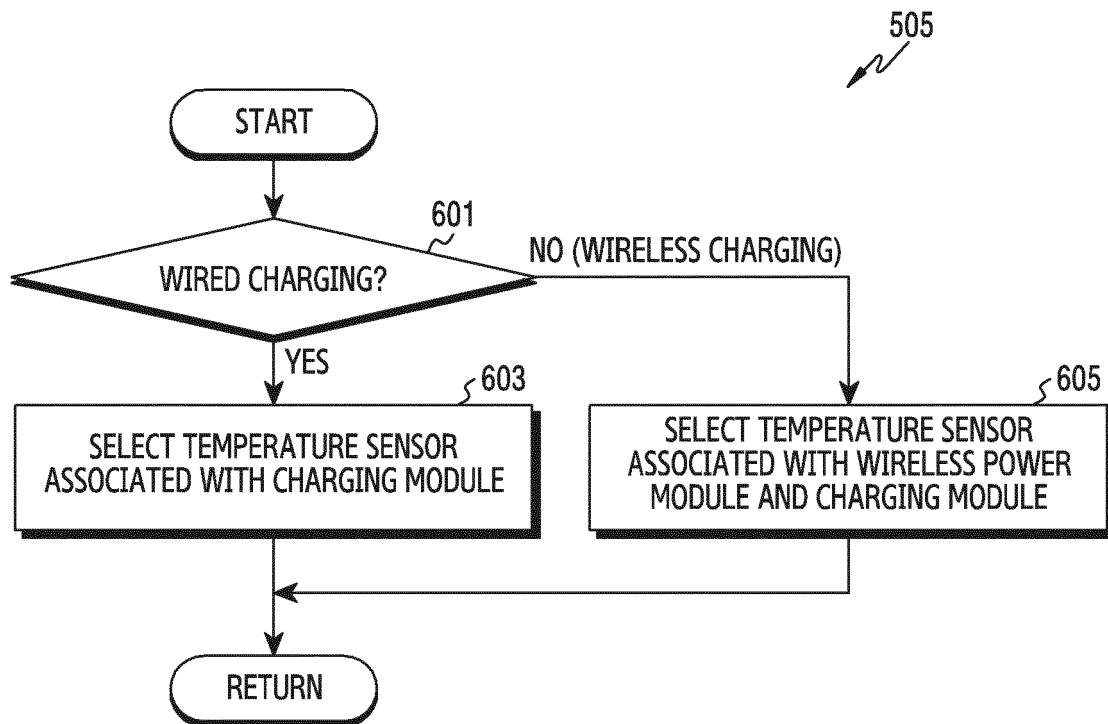 505
START
601
WIRED CHARGING?
NO (WIRELESS CHARGING)
YES
603
SELECT TEMPERATURE SENSOR
ASSOCIATED WITH CHARGING MODULE
605
SELECT TEMPERATURE SENSOR
ASSOCIATED WITH WIRELESS POWER
MODULE AND CHARGING MODULE
RETURN